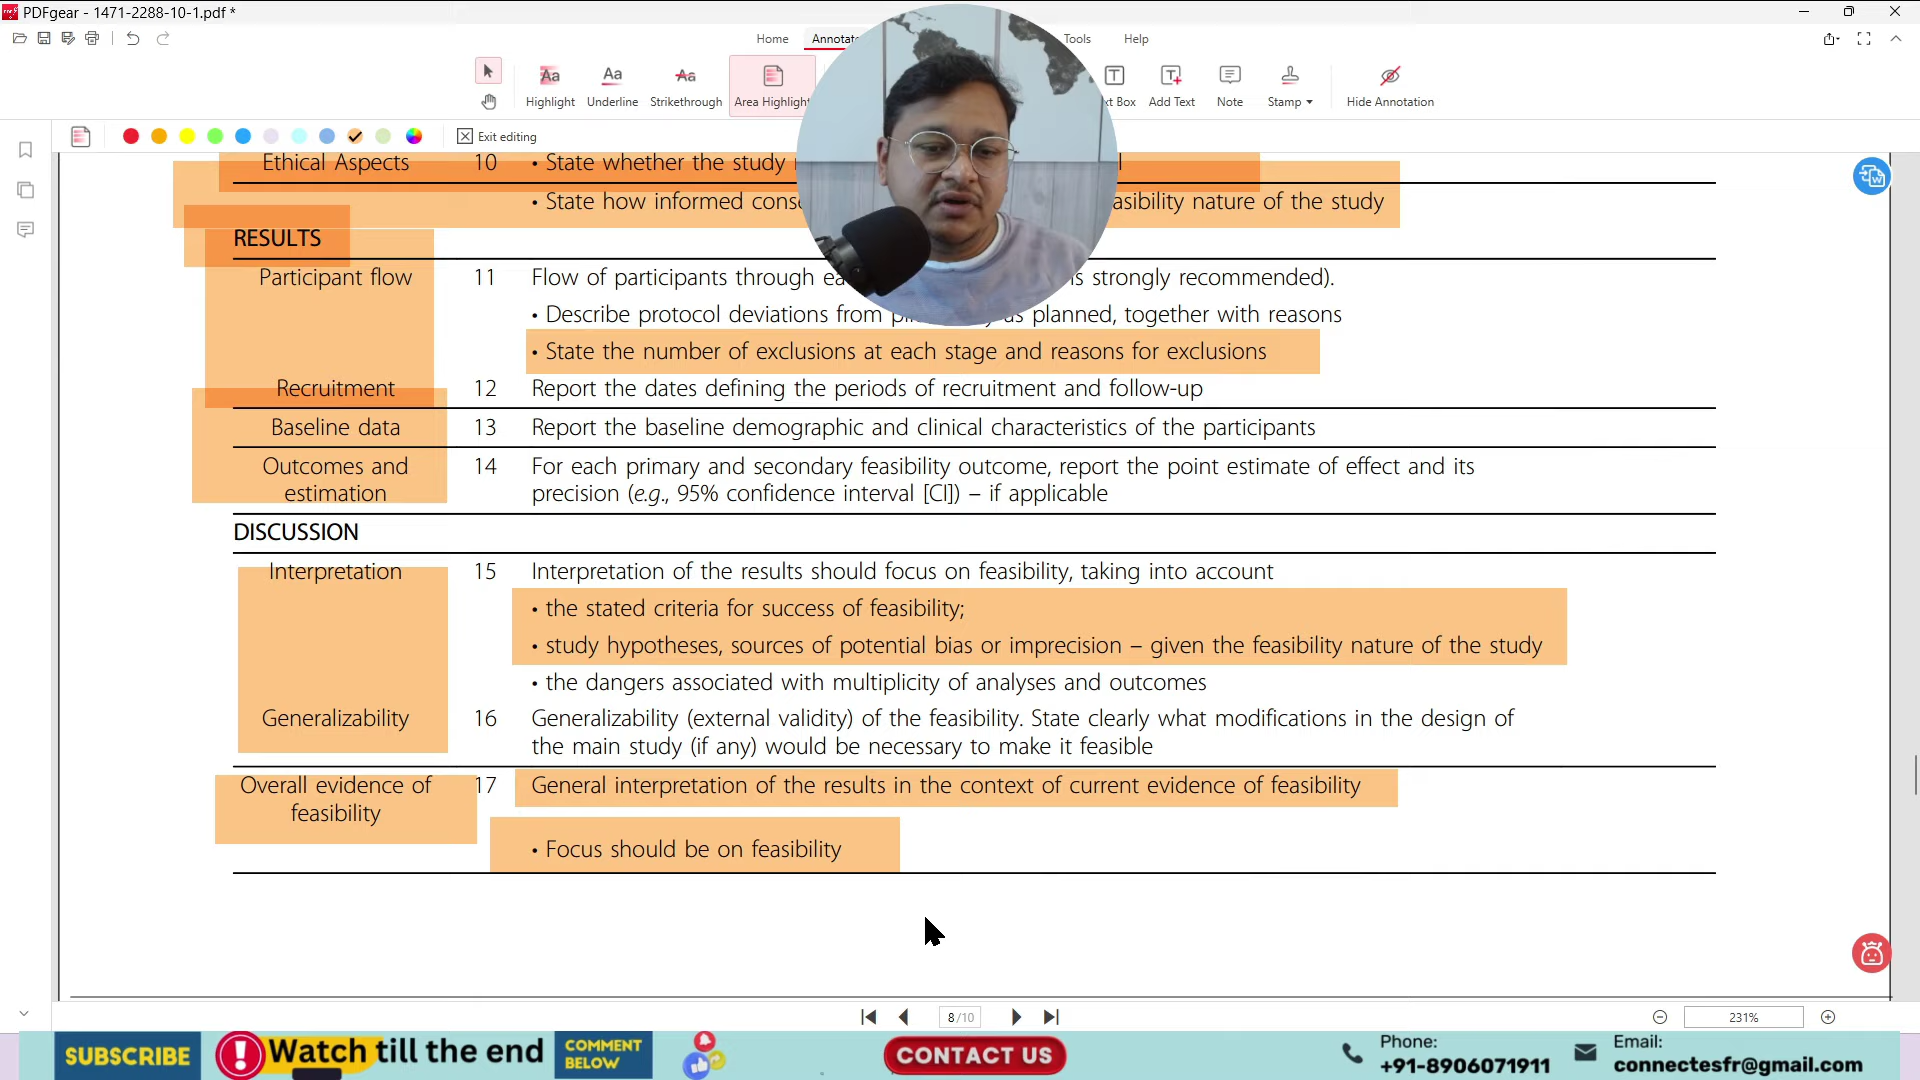 PDFgear - 1471-2288-10-1.pdf *
Home
Annotate
Tools
Help
Highlight
Underline
Strikethrough
Area Highlight
Box
Add Text
Note
Stamp
Hide Annotation
Exit editing
Ethical Aspects 10 • State whether the study
• State how informed nature of the study
RESULTS
Participant flow 11 Flow of participants through is strongly recommended).
• Describe protocol deviations from planned, together with reasons
• State the number of exclusions at each stage and reasons for exclusions
Recruitment 12 Report the dates defining the periods of recruitment and follow-up
Baseline data 13 Report the baseline demographic and clinical characteristics of the participants
Outcomes and 14 For each primary and secondary feasibility outcome, report the point estimate of effect and its
estimation precision (e.g., 95% confidence interval [CI]) – if applicable
DISCUSSION
Interpretation 15 Interpretation of the results should focus on feasibility, taking into account
• the stated criteria for success of feasibility;
• study hypotheses, sources of potential bias or imprecision – given the feasibility nature of the study
• the dangers associated with multiplicity of analyses and outcomes
Generalizability 16 Generalizability (external validity) of the feasibility. State clearly what modifications in the design of
the main study (if any) would be necessary to make it feasible
Overall evidence of 17 General interpretation of the results in the context of current evidence of feasibility
feasibility
• Focus should be on feasibility
8 /10
231%
SUBSCRIBE
Watch till the end
COMMENT
BELOW
CONTACT US
Phone:
+91-8906071911
Email:
connectesfr@gmail.com